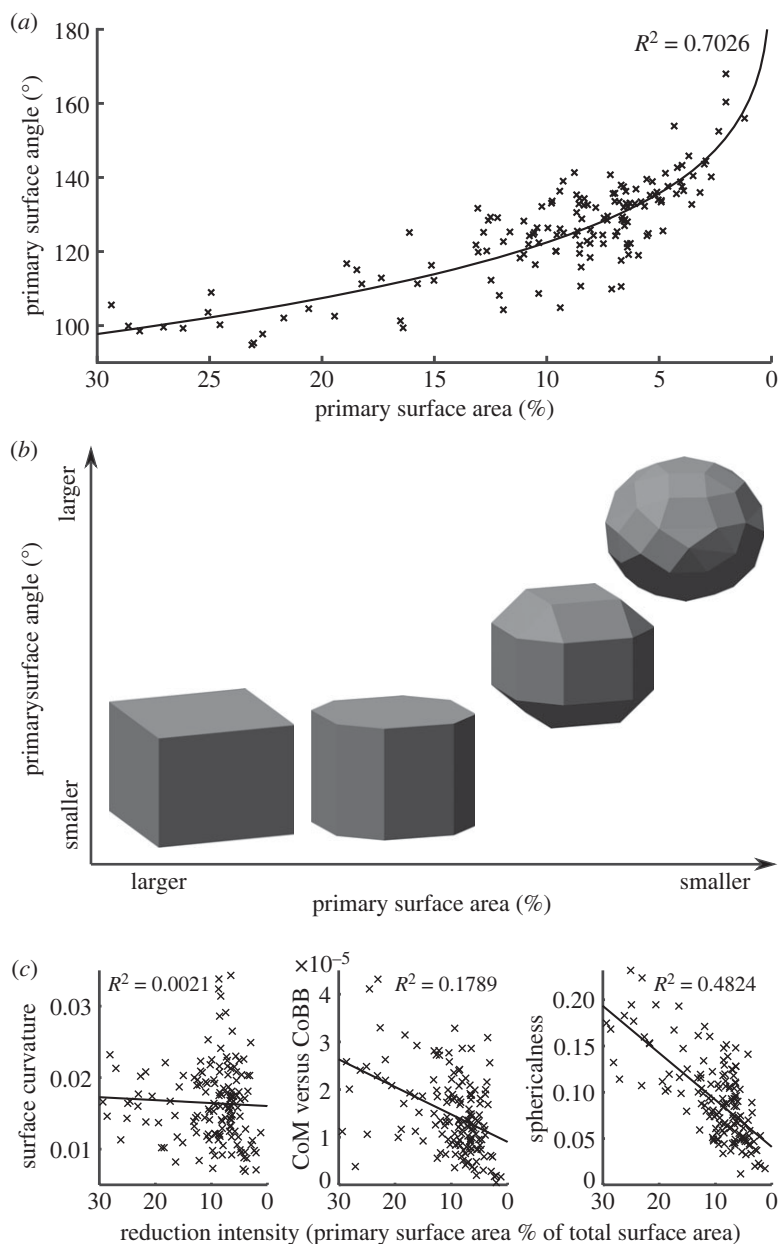 (a)
180
160
140
120
100
primary surface angle (°)
R² = 0.7026
30 25 20 15 10 5 0
primary surface area (%)
(b)
larger
smaller
primarysurface angle (°)
larger smaller
primary surface area (%)
(c)
R² = 0.0021
0.03
0.02
0.01
surface curvature
30 20 10 0
×10⁻⁵
R² = 0.1789
4
3
2
1
0
CoM versus CoBB
30 20 10 0
R² = 0.4824
0.20
0.15
0.10
0.05
0
sphericalness
30 20 10 0
reduction intensity (primary surface area % of total surface area)